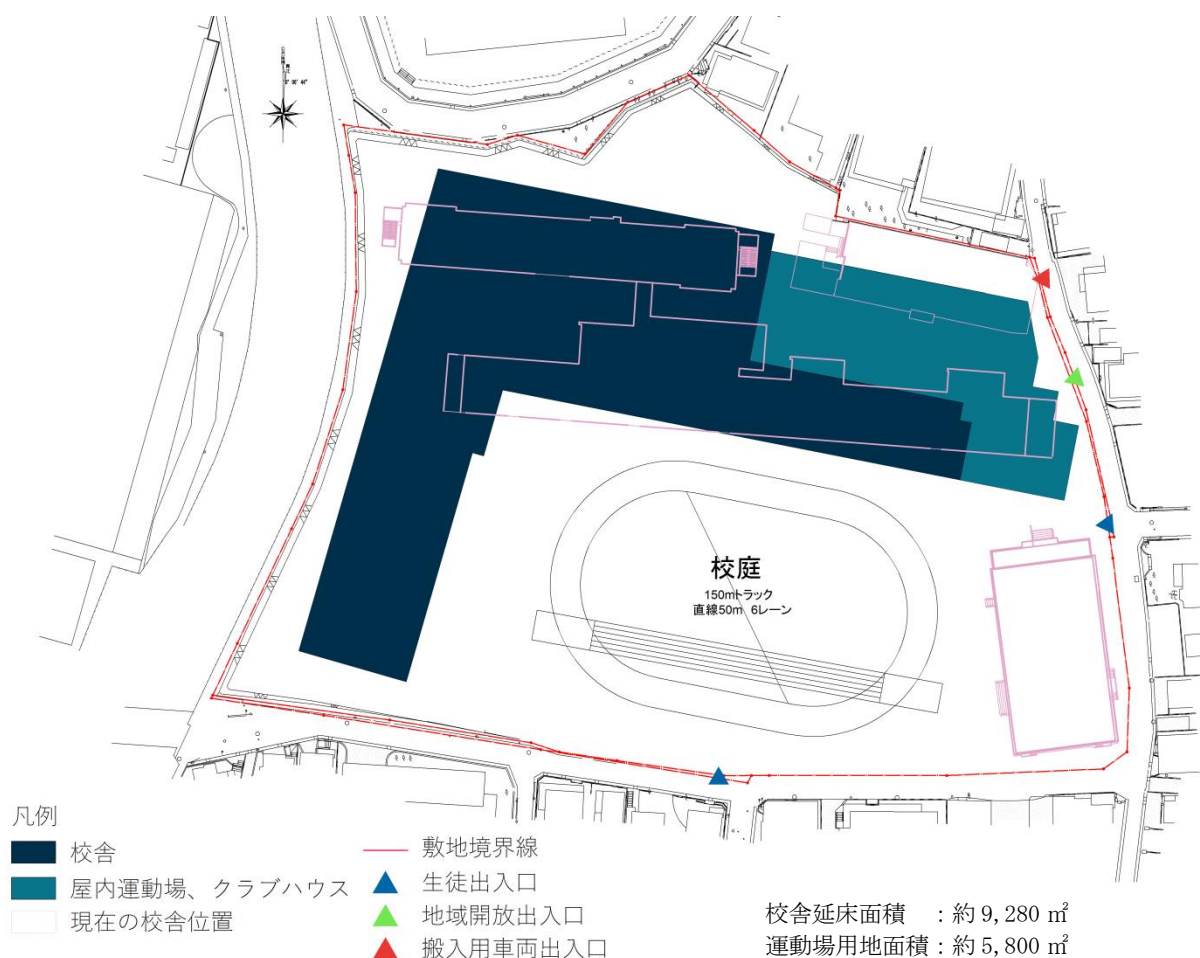 校庭
150mトラック
直線50m 6レーン
凡例
校舎
屋内運動場、クラブハウス
現在の校舎位置
敷地境界線
生徒出入口
地域開放出入口
搬入用車両出入口
校舎延床面積 :約9,280 ㎡
運動場用地面積:約5,800 ㎡